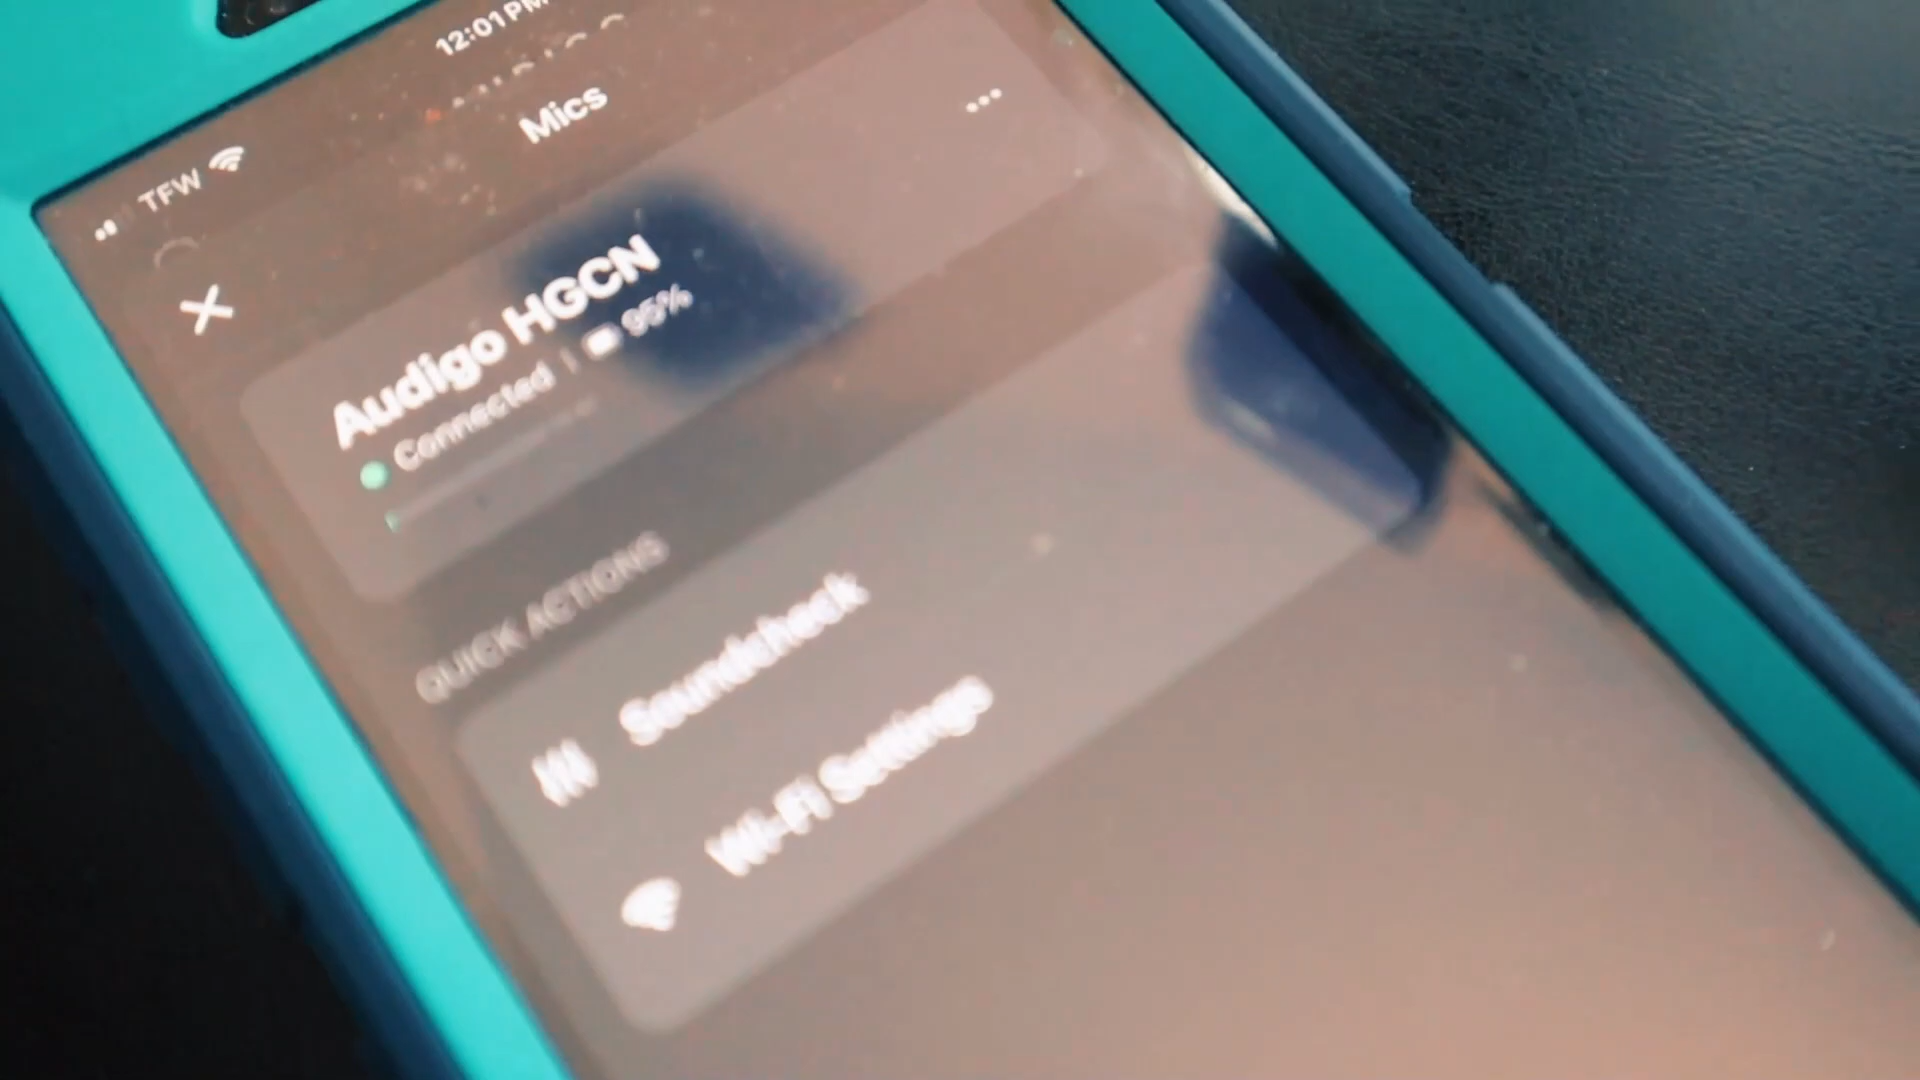 TFW 12:01 PM
Mics
Audigo HGCN
Connected | 95%
QUICK ACTIONS
Soundcheck
Wi-Fi Settings